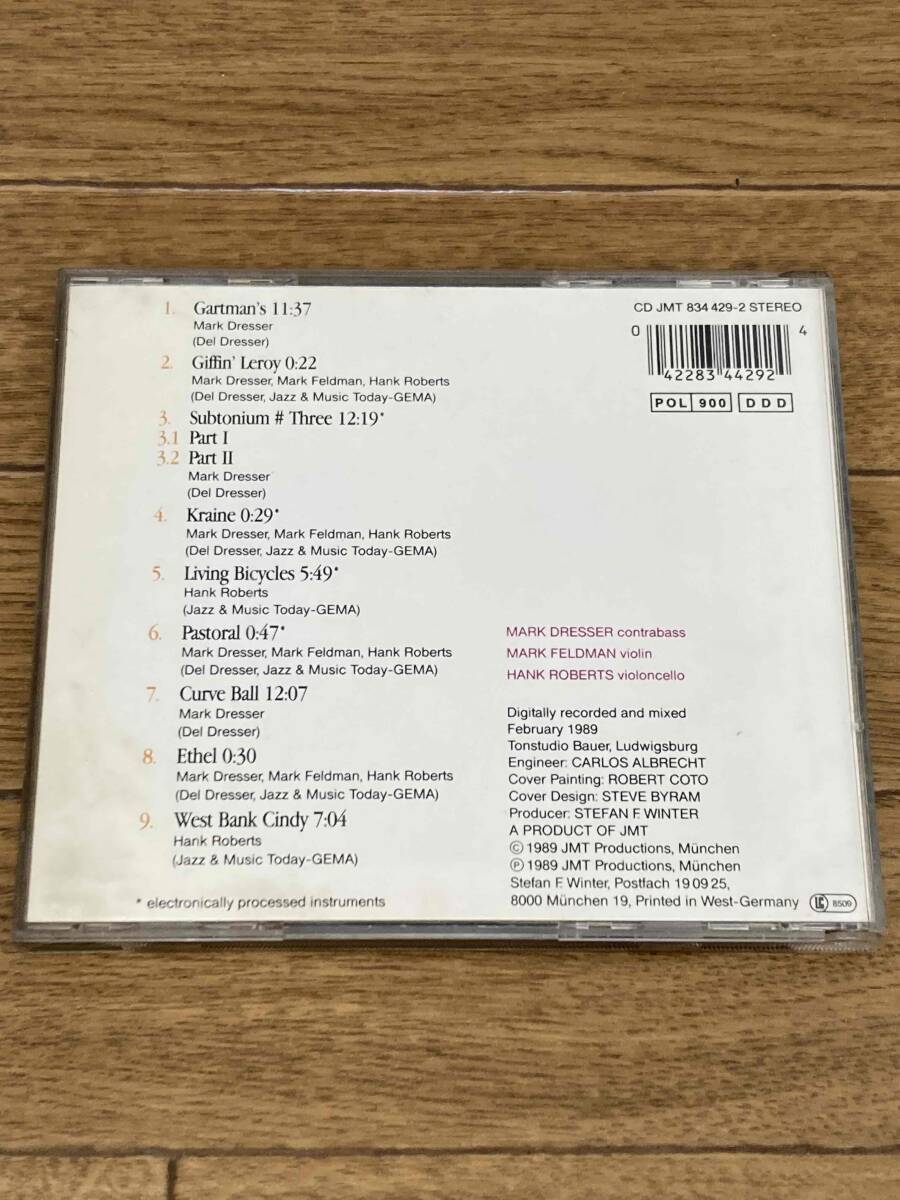 1. Gartman's 11:37
Mark Dresser
(Del Dresser)
2. Giffin' Leroy 0:22
Mark Dresser, Mark Feldman, Hank Roberts
(Del Dresser, Jazz & Music Today-GEMA)
3. Subtonium # Three 12:19*
3.1 Part I
3.2 Part II
Mark Dresser
(Del Dresser)
4. Kraine 0:29*
Mark Dresser, Mark Feldman, Hank Roberts
(Del Dresser, Jazz & Music Today-GEMA)
5. Living Bicycles 5:49*
Hank Roberts
(Jazz & Music Today-GEMA)
6. Pastoral 0:47*
Mark Dresser, Mark Feldman, Hank Roberts
(Del Dresser, Jazz & Music Today-GEMA)
7. Curve Ball 12:07
Mark Dresser
(Del Dresser)
8. Ethel 0:30
Mark Dresser, Mark Feldman, Hank Roberts
(Del Dresser, Jazz & Music Today-GEMA)
9. West Bank Cindy 7:04
Hank Roberts
(Jazz & Music Today-GEMA)
* electronically processed instruments
CD JMT 834 429-2 STEREO
0 42283 44292 4
POL 900 DDD
MARK DRESSER contrabass
MARK FELDMAN violin
HANK ROBERTS violoncello
Digitally recorded and mixed
February 1989
Tonstudio Bauer, Ludwigsburg
Engineer: CARLOS ALBRECHT
Cover Painting: ROBERT COTO
Cover Design: STEVE BYRAM
Producer: STEFAN F. WINTER
A PRODUCT OF JMT
© 1989 JMT Productions, München
℗ 1989 JMT Productions, München
Stefan F. Winter, Postfach 19 09 25,
8000 München 19, Printed in West-Germany LC 8509